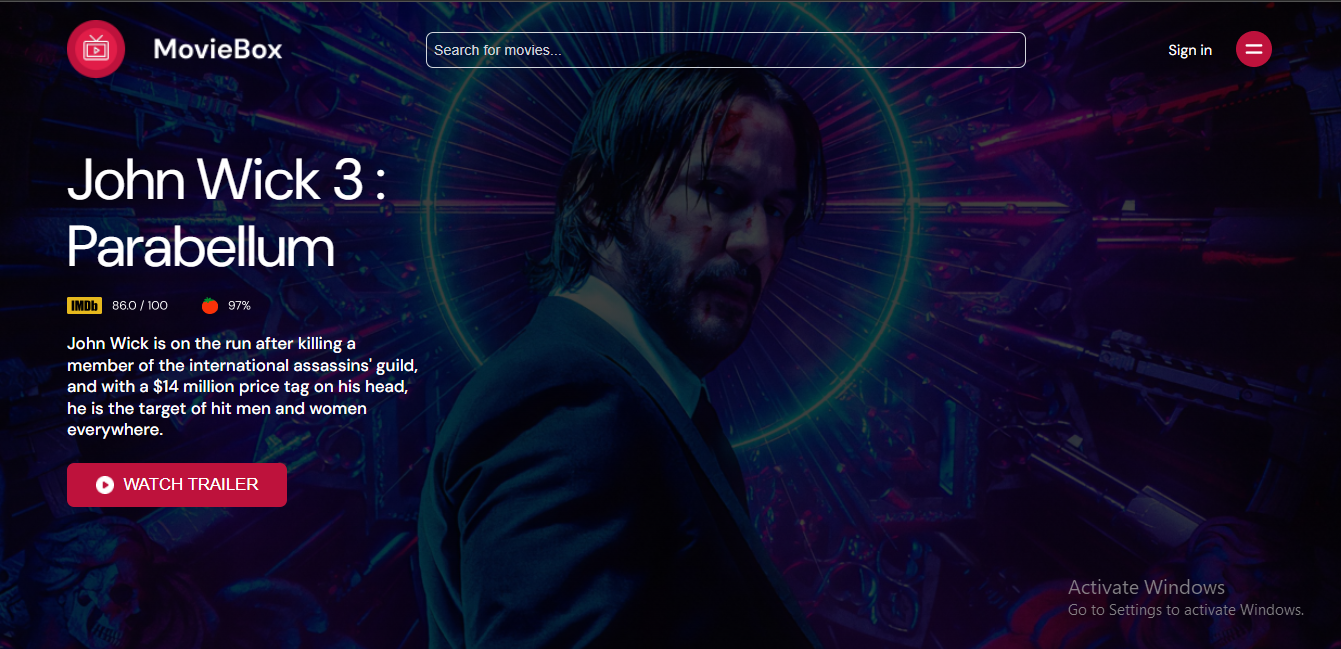 MovieBox
Search for movies...
Sign in
John Wick 3 :
Parabellum
IMDb 86.0 / 100 97%
John Wick is on the run after killing a
member of the international assassins' guild,
and with a $14 million price tag on his head,
he is the target of hit men and women
everywhere.
WATCH TRAILER
Activate Windows
Go to Settings to activate Windows.